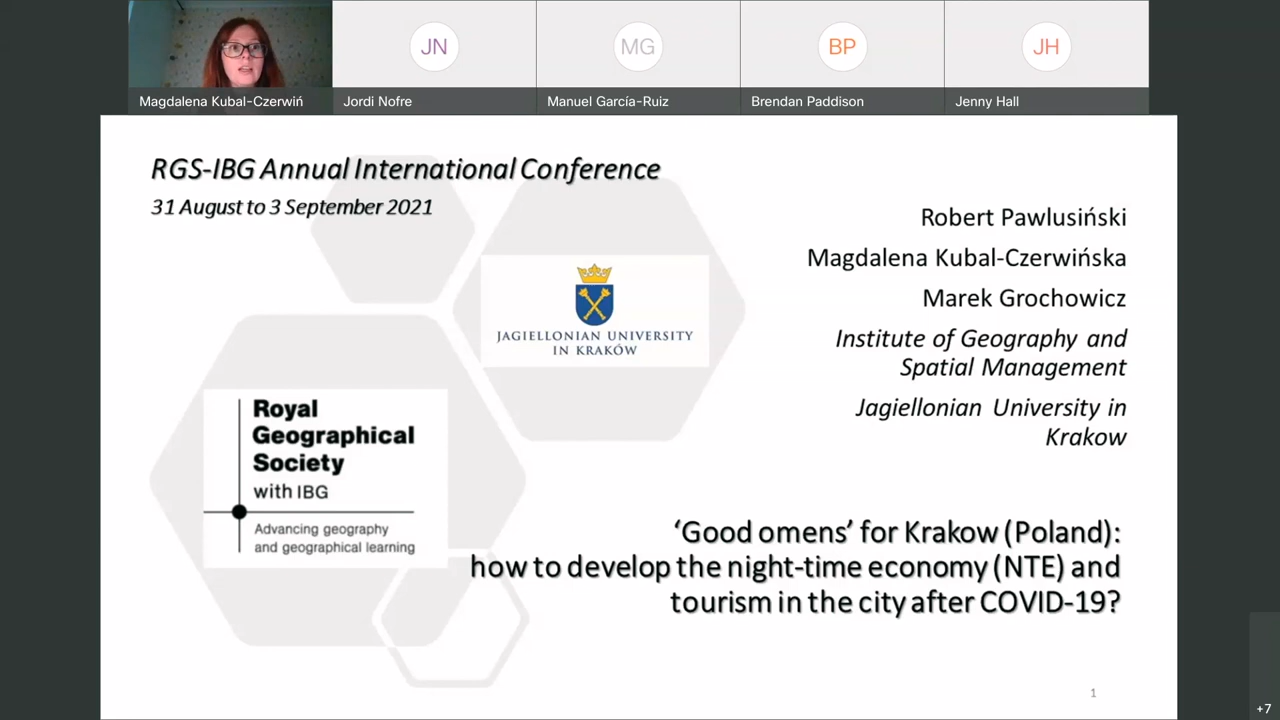 JN
MG
BP
JH
Magdalena Kubal-Czerwiń
Jordi Nofre
Manuel García-Ruiz
Brendan Paddison
Jenny Hall
RGS-IBG Annual International Conference
31 August to 3 September 2021
Robert Pawlusiński
Magdalena Kubal-Czerwińska
Marek Grochowicz
Institute of Geography and
Spatial Management
Jagiellonian University in
Krakow
JAGIELLONIAN UNIVERSITY
IN KRAKÓW
Royal
Geographical
Society
with IBG
Advancing geography
and geographical learning
‘Good omens’ for Krakow (Poland):
how to develop the night-time economy (NTE) and
tourism in the city after COVID-19?
1
+7